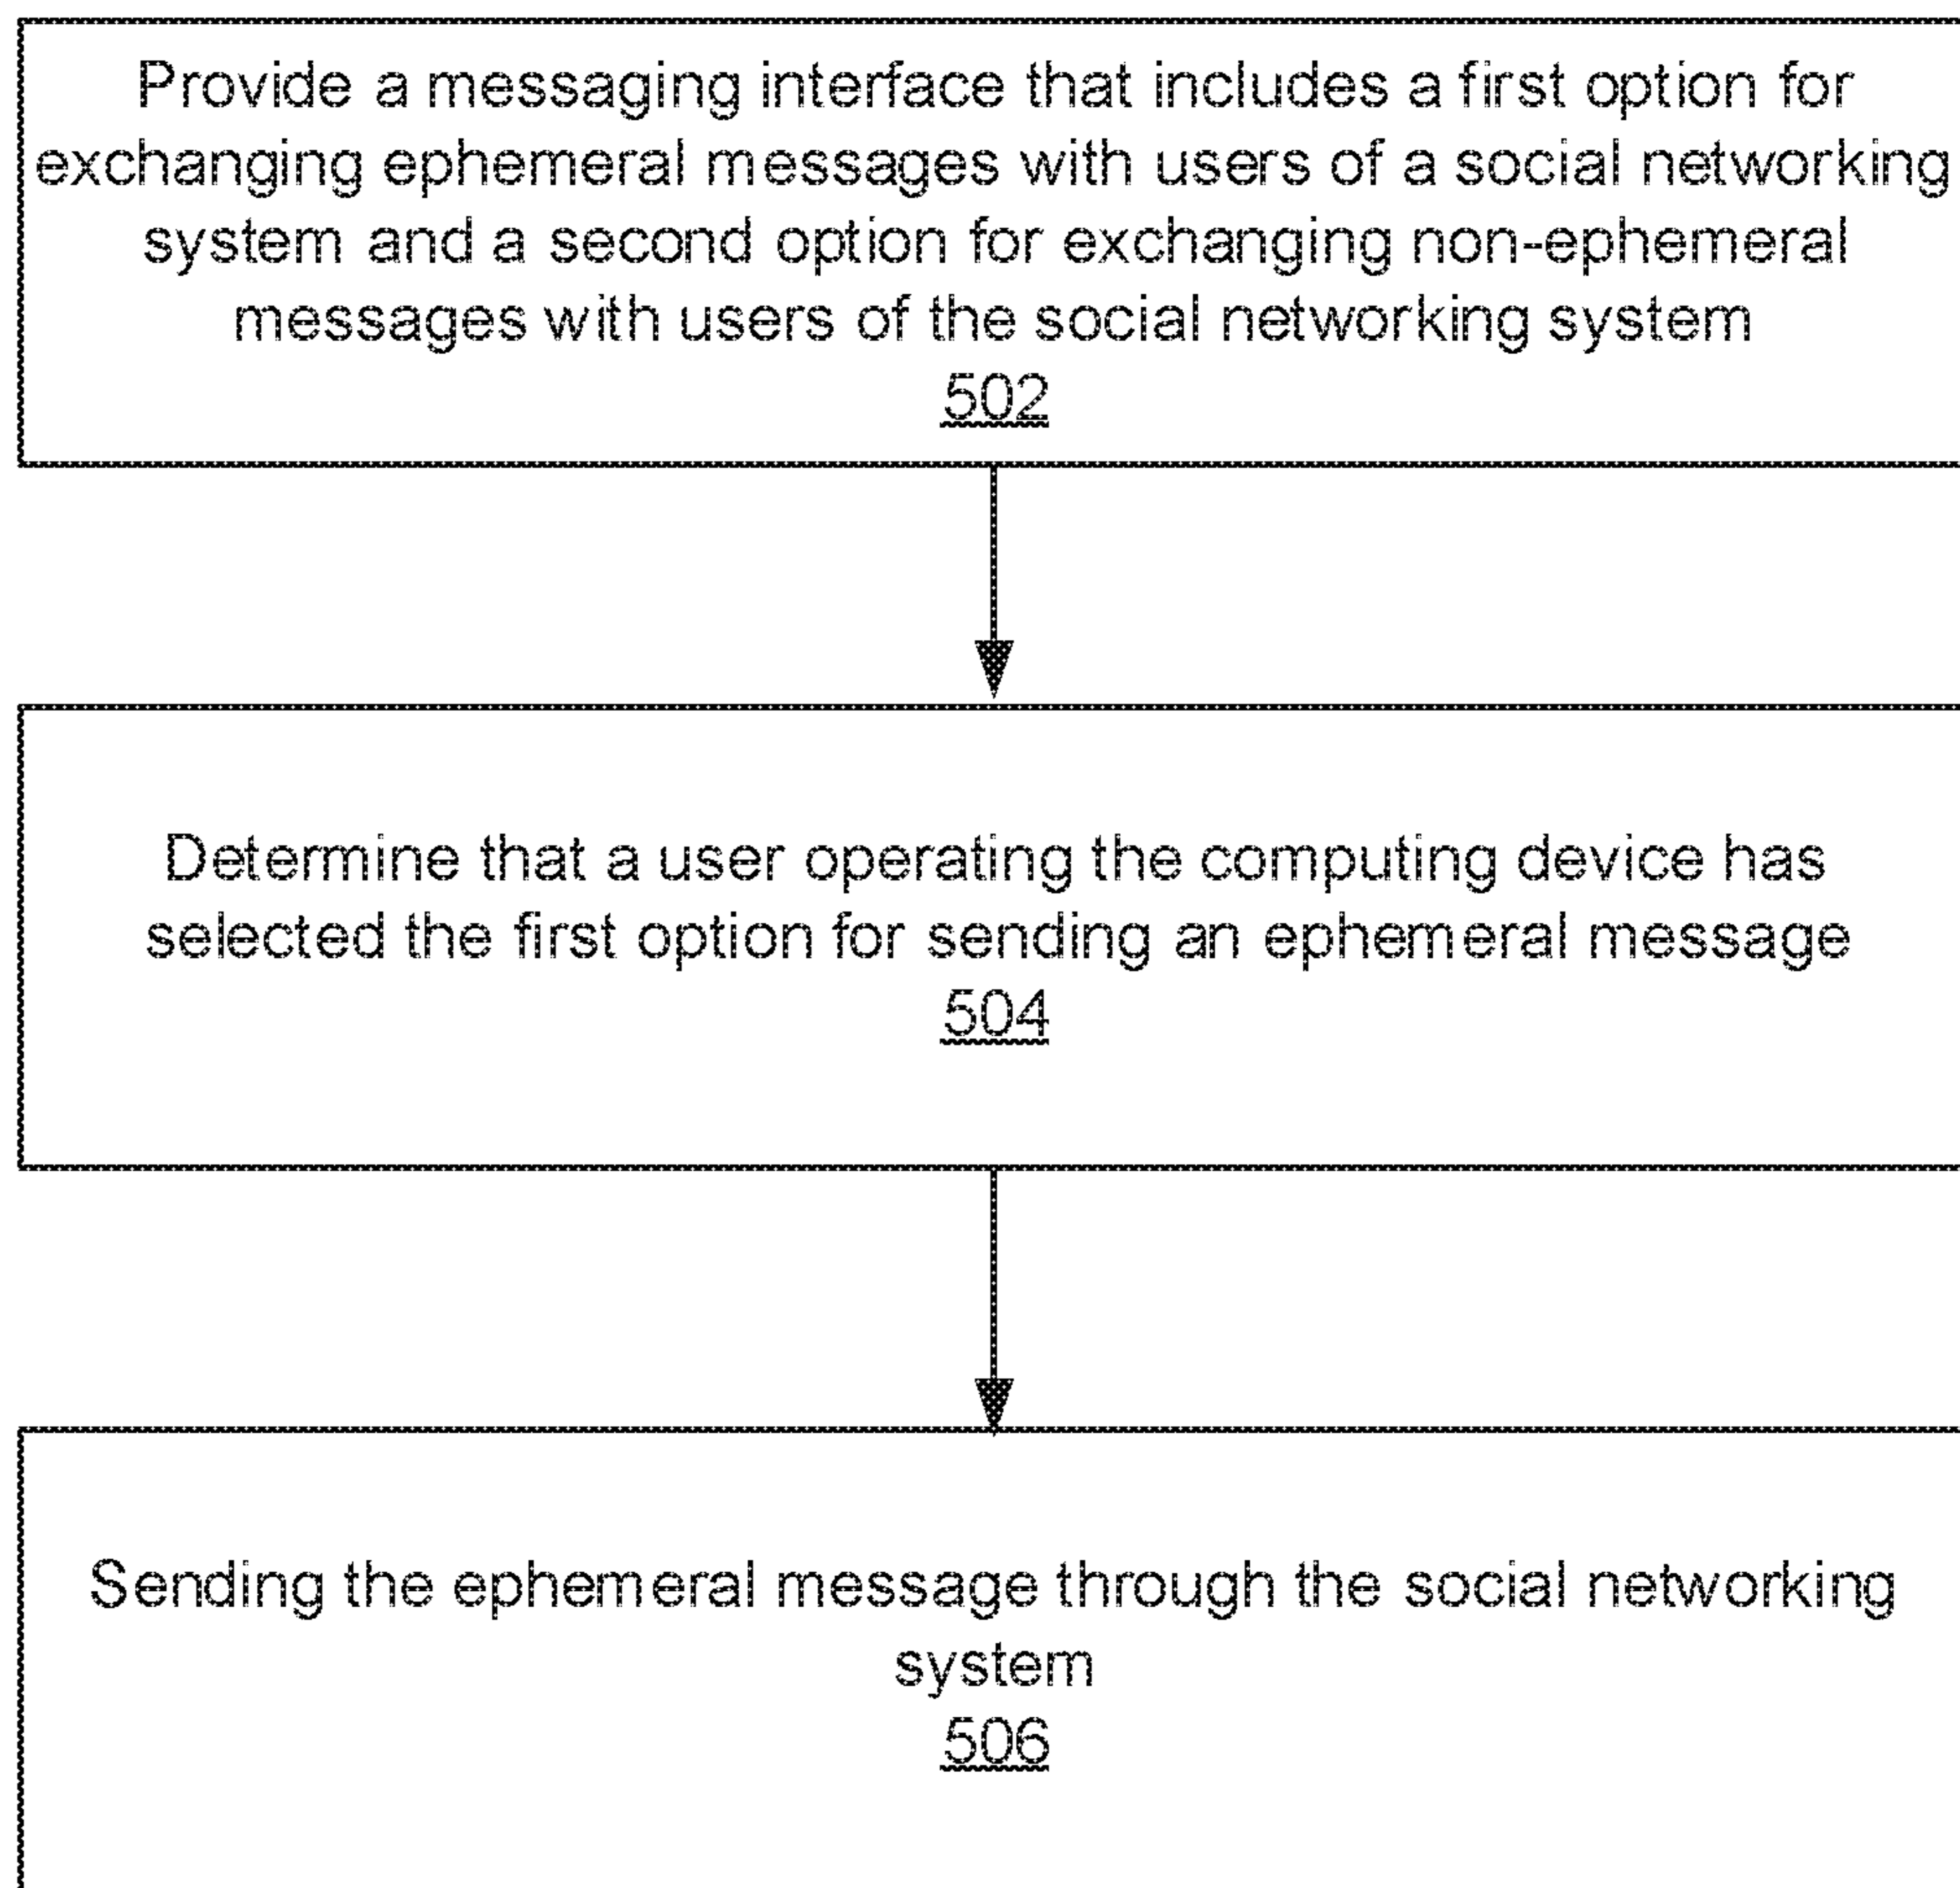 Provide a messaging interface that includes a first option for
exchanging ephemeral messages with users of a social networking
system and a second option for exchanging non-ephemeral
messages with users of the social networking system
502
Determine that a user operating the computing device has
selected the first option for sending an ephemeral message
504
Sending the ephemeral message through the social networking
system
506